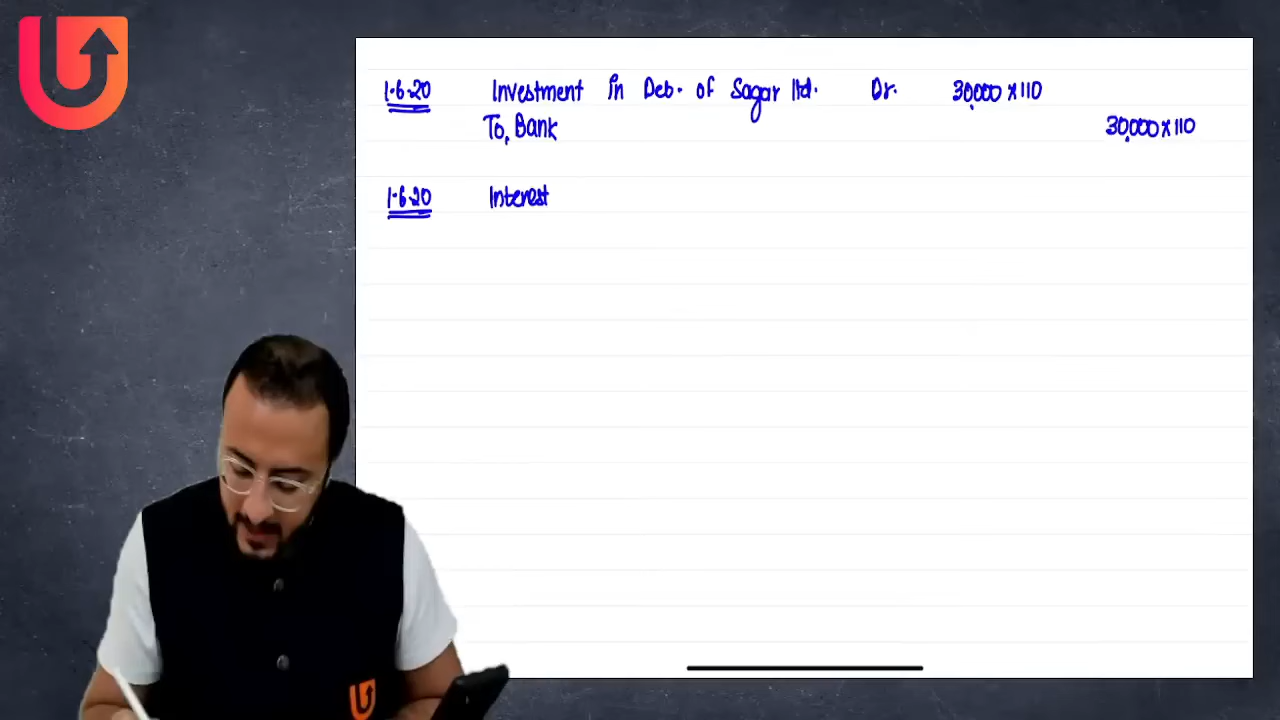 1.6.20 Investment in Deb. of Sagar ltd. Dr. 30,000 x 110
To, Bank 30,000 x 110
1.6.20 Interest